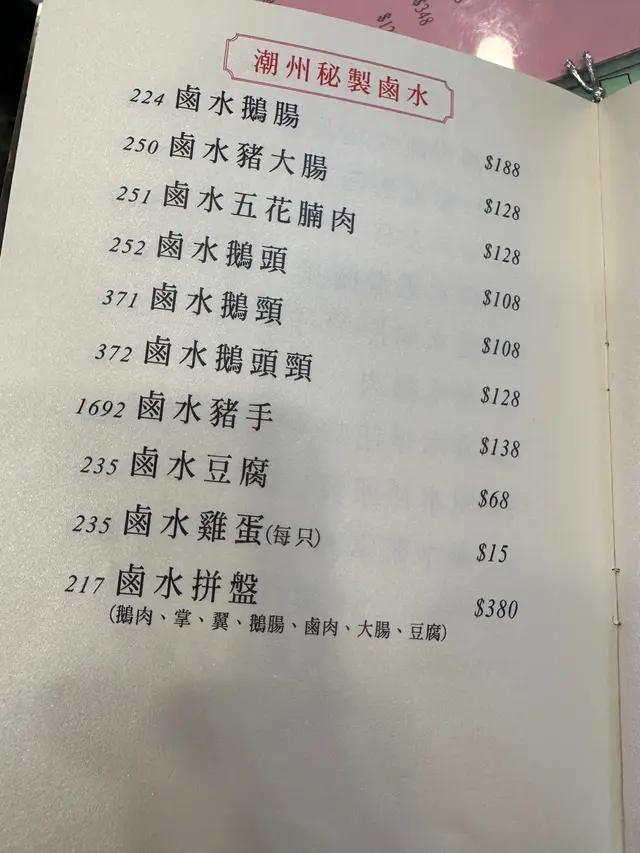 $348
潮州秘製鹵水
224 鹵水鵝腸 $188
250 鹵水豬大腸 $128
251 鹵水五花腩肉 $128
252 鹵水鵝頭 $108
371 鹵水鵝頸 $108
372 鹵水鵝頭頸 $128
1692 鹵水豬手 $138
235 鹵水豆腐 $68
235 鹵水雞蛋(每只) $15
217 鹵水拼盤 $380
(鵝肉、掌、翼、鵝腸、鹵肉、大腸、豆腐)